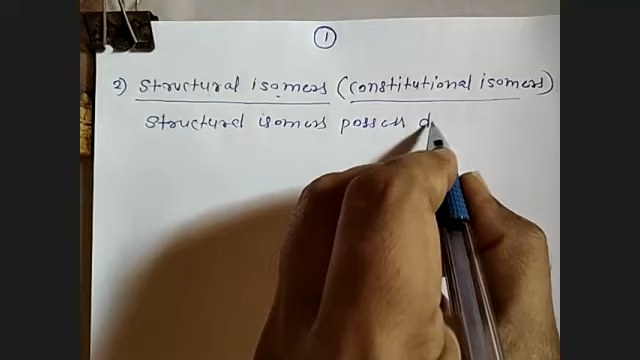 1
2) Structural isomers (constitutional isomers)
Structural isomers possess d